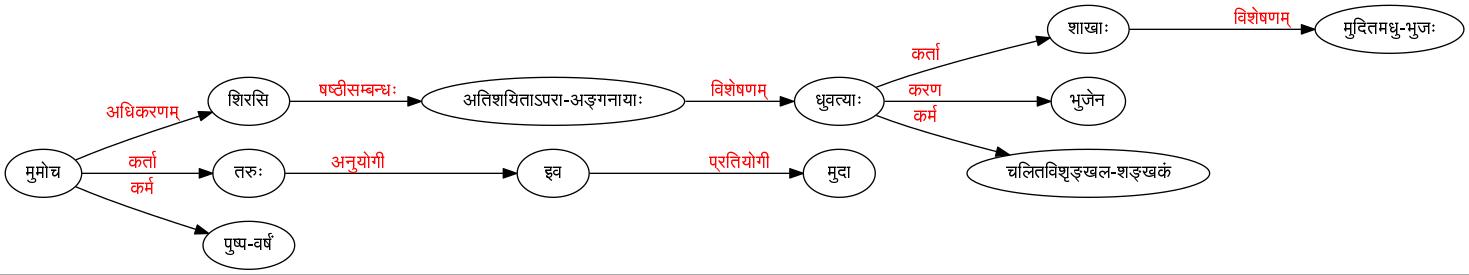 विशेषणम्
शाखाः
मुदितमधु-भुजः
कर्ता
षष्ठीसम्बन्धः
विशेषणम्
करण
शिरसि
अतिशयिताऽपरा-अङ्गनायाः
धुवत्याः
भुजेन
अधिकरणम्
कर्म
कर्ता
अनुयोगी
प्रतियोगी
मुमोच
तरुः
इव
मुदा
चलितविशृङ्खल-शङ्खकं
कर्म
पुष्प-वर्षं